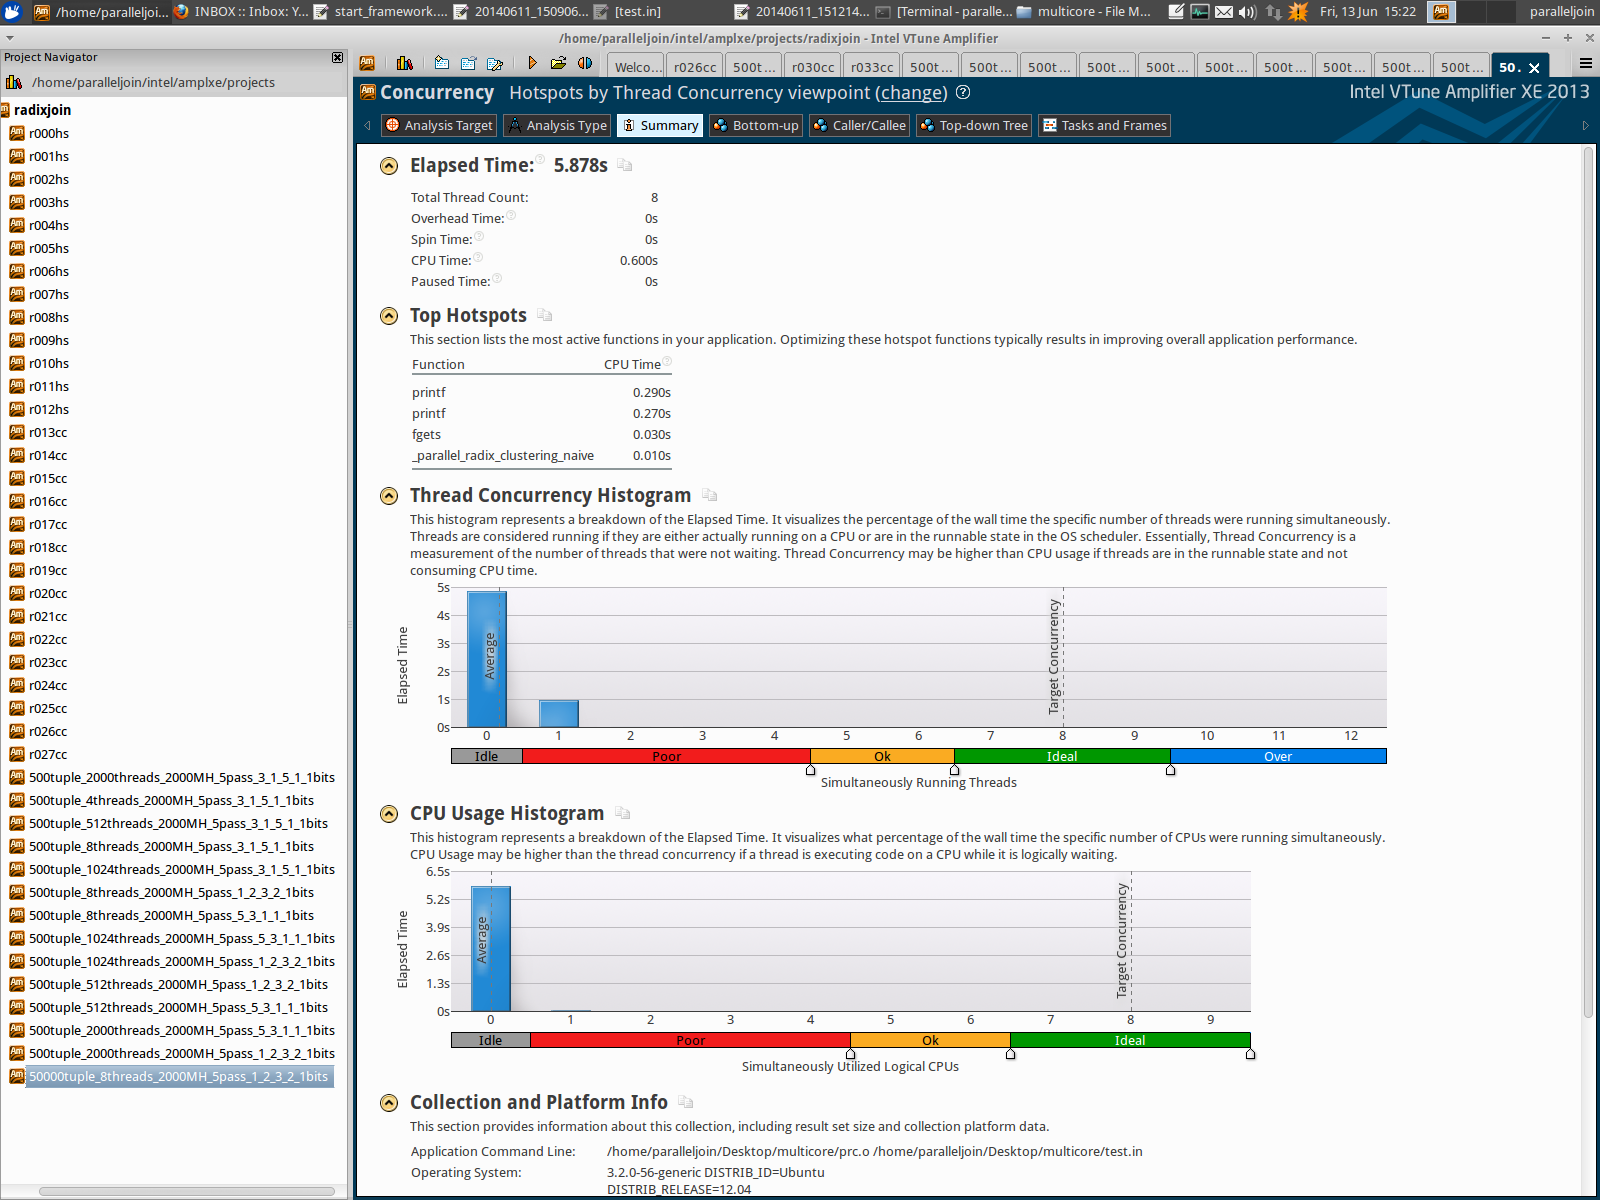 /home/paralleljoi...
INBOX :: Inbox: Y...
start_framework....
20140611_150906...
[test.in]
20140611_151214...
[Terminal - paralle...
multicore - File M...
Fri, 13 Jun 15:22
Am
paralleljoin
/home/paralleljoin/intel/amplxe/projects/radixjoin - Intel VTune Amplifier
Project Navigator
/home/paralleljoin/intel/amplxe/projects
radixjoin
r000hs
r001hs
r002hs
r003hs
r004hs
r005hs
r006hs
r007hs
r008hs
r009hs
r010hs
r011hs
r012hs
r013cc
r014cc
r015cc
r016cc
r017cc
r018cc
r019cc
r020cc
r021cc
r022cc
r023cc
r024cc
r025cc
r026cc
r027cc
500tuple_2000threads_2000MH_5pass_3_1_5_1_1bits
500tuple_4threads_2000MH_5pass_3_1_5_1_1bits
500tuple_512threads_2000MH_5pass_3_1_5_1_1bits
500tuple_8threads_2000MH_5pass_3_1_5_1_1bits
500tuple_1024threads_2000MH_5pass_3_1_5_1_1bits
500tuple_8threads_2000MH_5pass_1_2_3_2_1bits
500tuple_8threads_2000MH_5pass_5_3_1_1_1bits
500tuple_1024threads_2000MH_5pass_5_3_1_1_1bits
500tuple_1024threads_2000MH_5pass_1_2_3_2_1bits
500tuple_512threads_2000MH_5pass_1_2_3_2_1bits
500tuple_512threads_2000MH_5pass_5_3_1_1_1bits
500tuple_2000threads_2000MH_5pass_5_3_1_1_1bits
500tuple_2000threads_2000MH_5pass_1_2_3_2_1bits
50000tuple_8threads_2000MH_5pass_1_2_3_2_1bits
Welco... r026cc 500t ... r030cc r033cc 500t ... 500t ... 500t ... 500t ... 500t ... 500t ... 500t ... 500t ... 500t ... 500t ... 50.
Concurrency Hotspots by Thread Concurrency viewpoint (change)
Intel VTune Amplifier XE 2013
Analysis Target Analysis Type Summary Bottom-up Caller/Callee Top-down Tree Tasks and Frames
Elapsed Time: 5.878s
Total Thread Count: 8
Overhead Time: 0s
Spin Time: 0s
CPU Time: 0.600s
Paused Time: 0s
Top Hotspots
This section lists the most active functions in your application. Optimizing these hotspot functions typically results in improving overall application performance.
Function CPU Time
printf 0.290s
printf 0.270s
fgets 0.030s
_parallel_radix_clustering_naive 0.010s
Thread Concurrency Histogram
This histogram represents a breakdown of the Elapsed Time. It visualizes the percentage of the wall time the specific number of threads were running simultaneously.
Threads are considered running if they are either actually running on a CPU or are in the runnable state in the OS scheduler. Essentially, Thread Concurrency is a
measurement of the number of threads that were not waiting. Thread Concurrency may be higher than CPU usage if threads are in the runnable state and not
consuming CPU time.
5s
4s
3s
2s
1s
0s
Elapsed Time
Average
Target Concurrency
0 1 2 3 4 5 6 7 8 9 10 11 12
Idle Poor Ok Ideal Over
Simultaneously Running Threads
CPU Usage Histogram
This histogram represents a breakdown of the Elapsed Time. It visualizes what percentage of the wall time the specific number of CPUs were running simultaneously.
CPU Usage may be higher than the thread concurrency if a thread is executing code on a CPU while it is logically waiting.
6.5s
5.2s
3.9s
2.6s
1.3s
0s
Elapsed Time
Average
Target Concurrency
0 1 2 3 4 5 6 7 8 9
Idle Poor Ok Ideal
Simultaneously Utilized Logical CPUs
Collection and Platform Info
This section provides information about this collection, including result set size and collection platform data.
Application Command Line: /home/paralleljoin/Desktop/multicore/prc.o /home/paralleljoin/Desktop/multicore/test.in
Operating System: 3.2.0-56-generic DISTRIB_ID=Ubuntu
DISTRIB_RELEASE=12.04